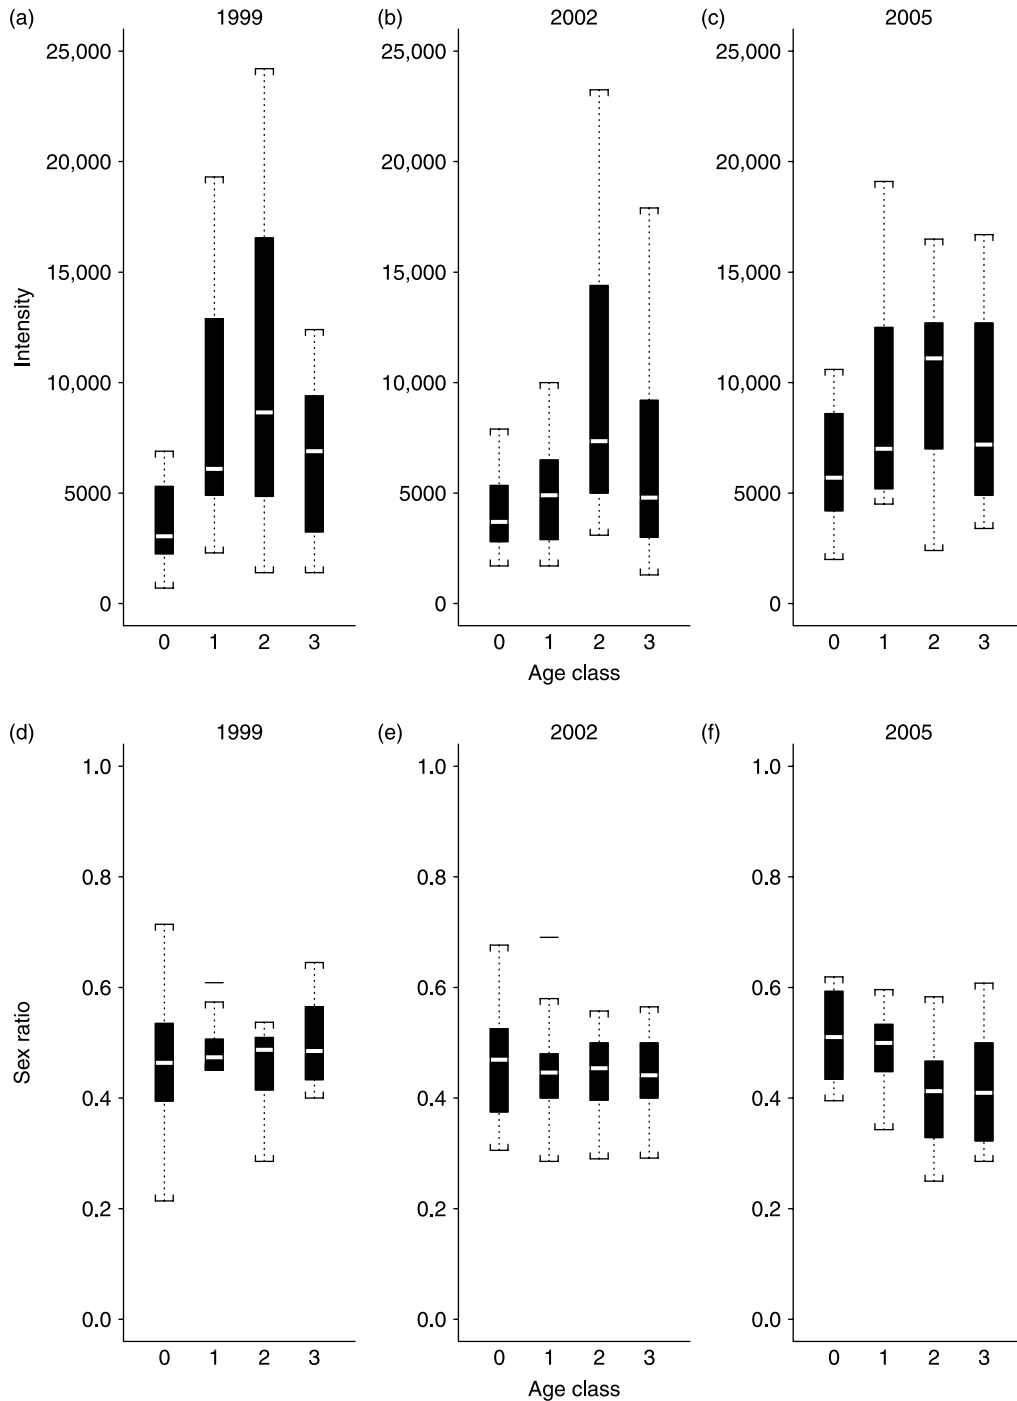 (a) 1999 (b) 2002 (c) 2005
25,000 25,000 25,000
20,000 20,000 20,000
15,000 15,000 15,000
Intensity
10,000 10,000 10,000
5000 5000 5000
0 0 0
0 1 2 3 0 1 2 3 0 1 2 3
Age class
(d) 1999 (e) 2002 (f) 2005
1.0 1.0 1.0
0.8 0.8 0.8
0.6 0.6 0.6
Sex ratio
0.4 0.4 0.4
0.2 0.2 0.2
0.0 0.0 0.0
0 1 2 3 0 1 2 3 0 1 2 3
Age class